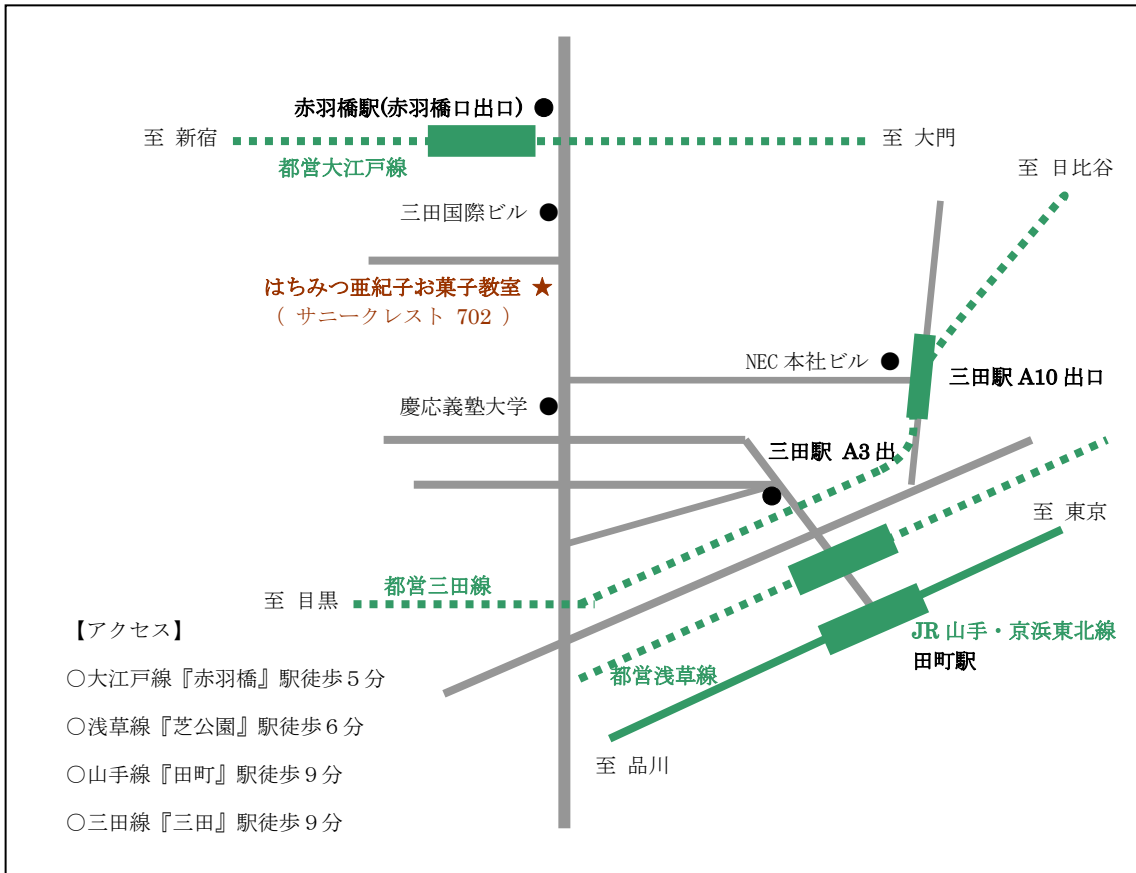 赤羽橋駅(赤羽橋口出口)
至 新宿
至 大門
都営大江戸線
至 日比谷
三田国際ビル
はちみつ亜紀子お菓子教室 ★
（ サニークレスト 702 ）
NEC 本社ビル
三田駅 A10 出口
慶応義塾大学
三田駅 A3 出
至 東京
都営三田線
至 目黒
JR 山手・京浜東北線
田町駅
都営浅草線
至 品川
【アクセス】
○大江戸線『赤羽橋』駅徒歩５分
○浅草線『芝公園』駅徒歩６分
○山手線『田町』駅徒歩９分
○三田線『三田』駅徒歩９分